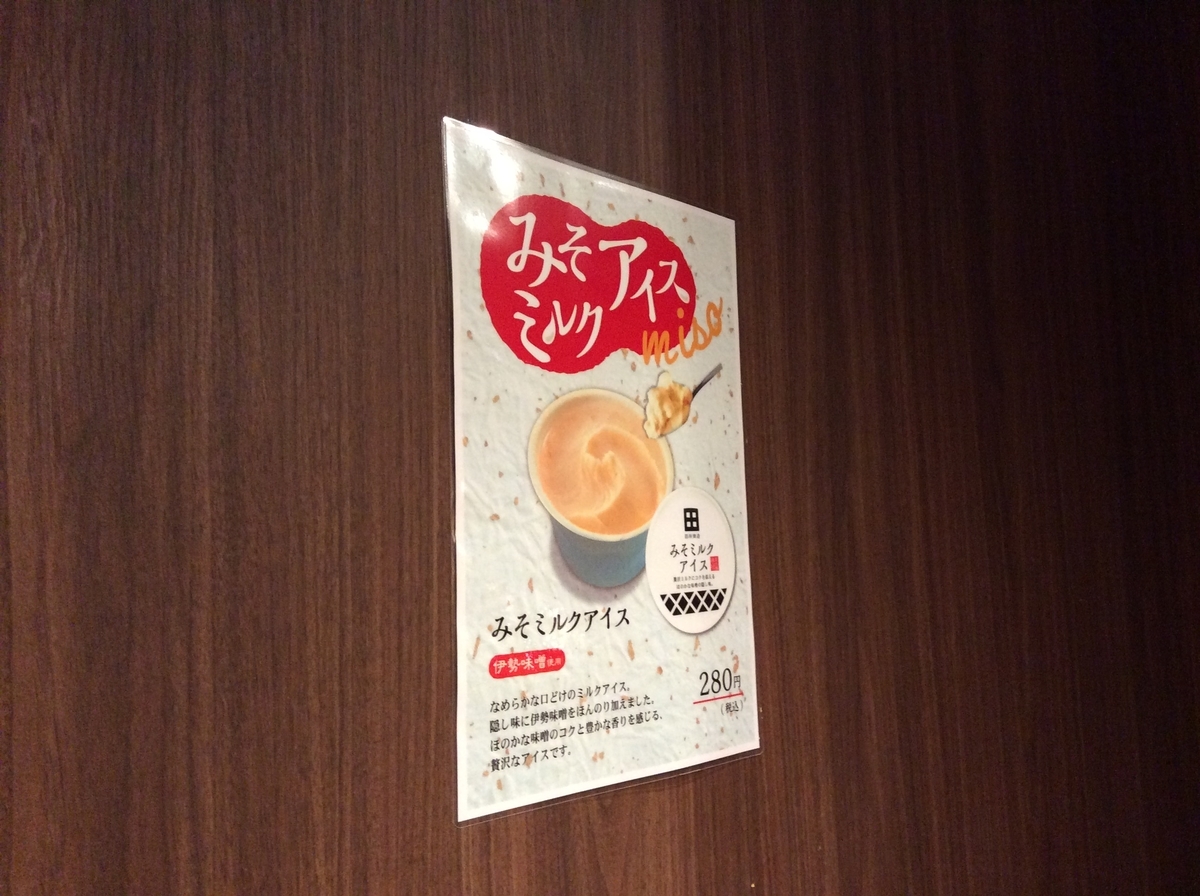 みそ
ミルク
アイス
miso
みそミルク
アイス
みそミルクアイス
伊勢味噌使用
なめらかな口どけのミルクアイス。
隠し味に伊勢味噌をほんのり加えました。
ほのかな味噌のコクと豊かな香りを感じる、
贅沢なアイスです。
280円
(税込)